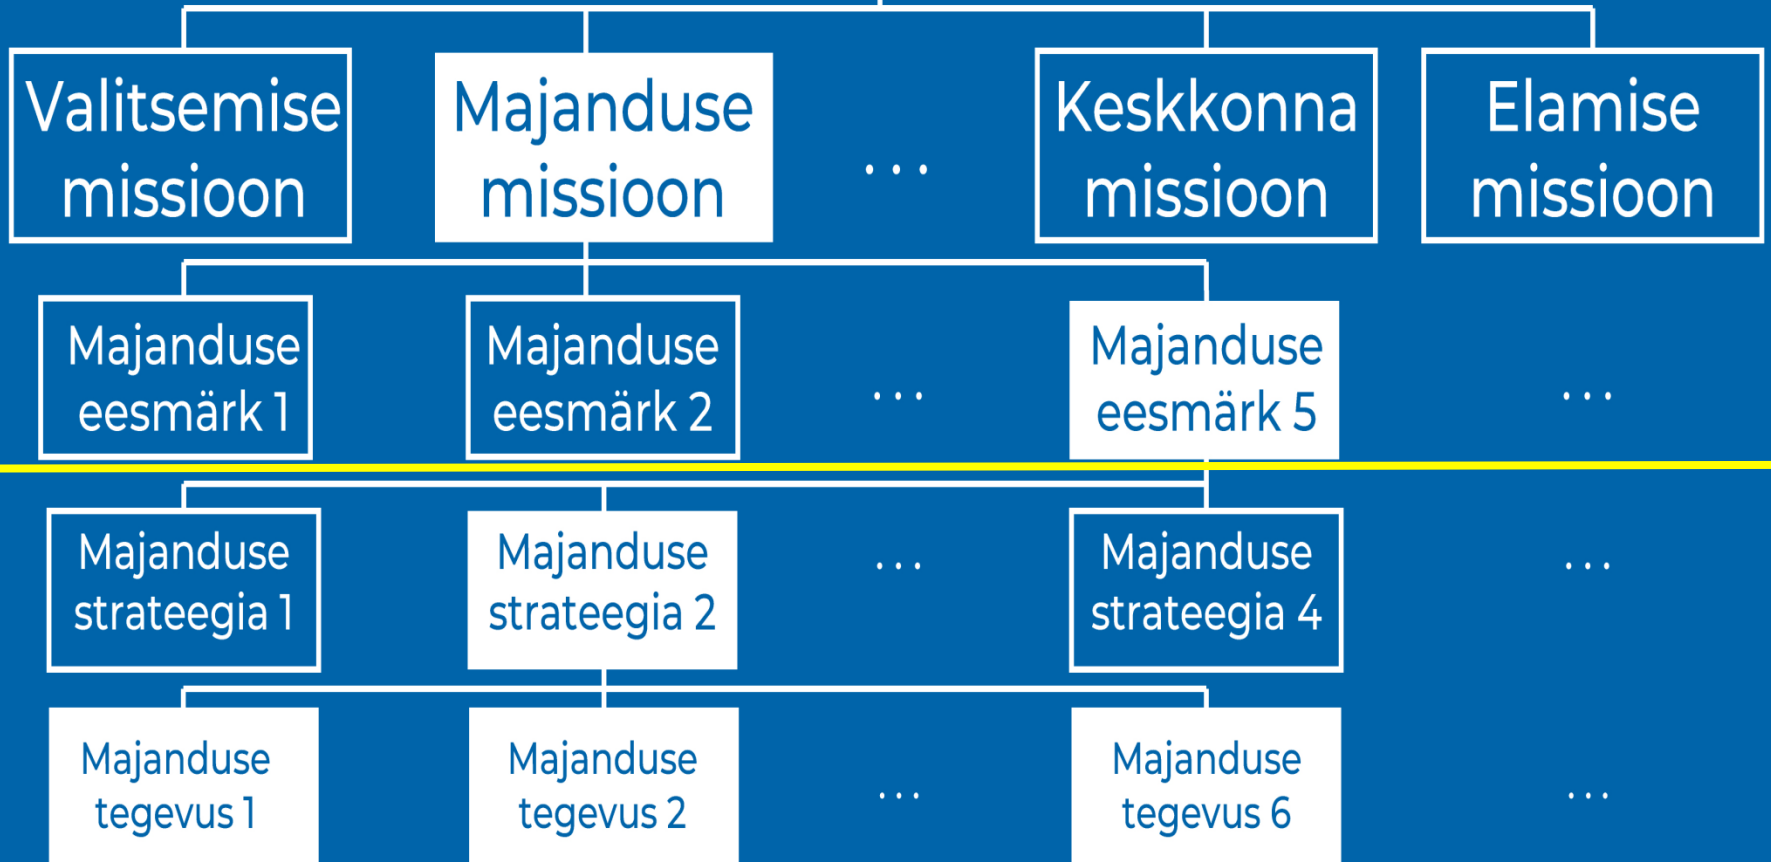 Valitsemise
missioon
Majanduse
missioon
...
Keskkonna
missioon
Elamise
missioon
Majanduse
eesmärk 1
Majanduse
eesmärk 2
...
Majanduse
eesmärk 5
...
Majanduse
strateegia 1
Majanduse
strateegia 2
...
Majanduse
strateegia 4
...
Majanduse
tegevus 1
Majanduse
tegevus 2
...
Majanduse
tegevus 6
...